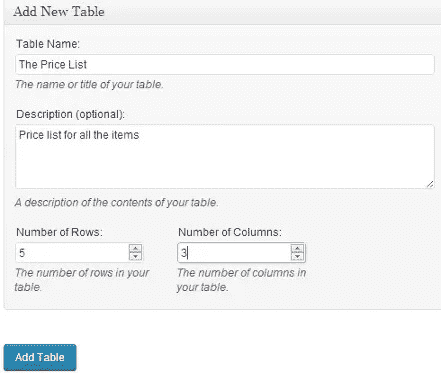 Add New Table
Table Name:
The Price List
The name or title of your table.
Description (optional):
Price list for all the items
A description of the contents of your table.
Number of Rows: Number of Columns:
5 3
The number of rows in your The number of columns in
table. your table.
Add Table